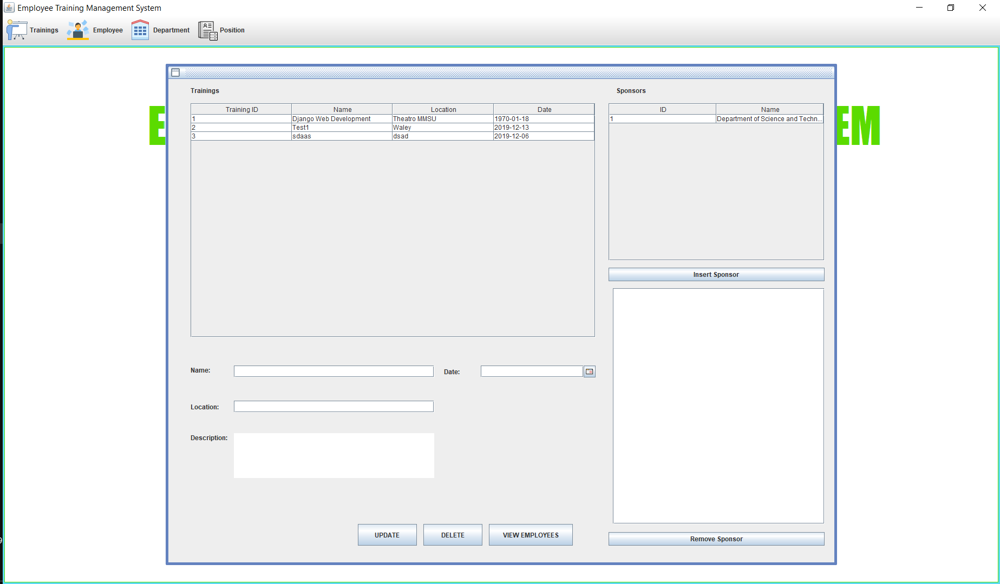 Employee Training Management System
Trainings Employee Department Position
E EM
Trainings
Training ID Name Location Date
1 Django Web Development Theatro MMSU 1970-01-18
2 Test1 Waley 2019-12-13
3 sdaas dsad 2019-12-06
Sponsors
ID Name
1 Department of Science and Techn...
Insert Sponsor
Name:
Date:
Location:
Description:
UPDATE DELETE VIEW EMPLOYEES
Remove Sponsor